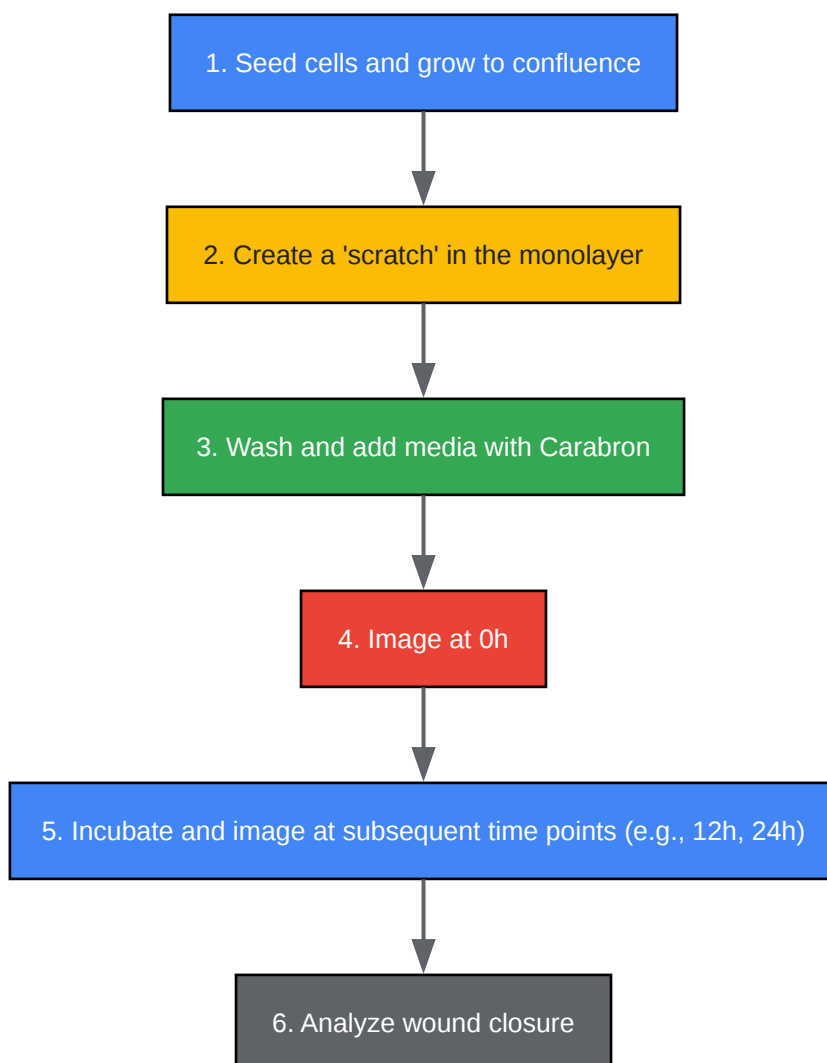 1. Seed cells and grow to confluence
2. Create a 'scratch' in the monolayer
3. Wash and add media with Carabron
4. Image at 0h
5. Incubate and image at subsequent time points (e.g., 12h, 24h)
6. Analyze wound closure